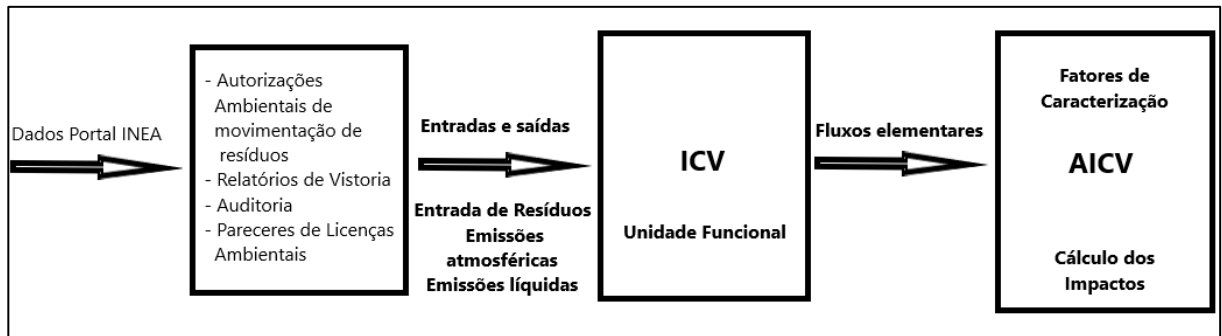 Dados Portal INEA
- Autorizações
Ambientais de
movimentação de
resíduos
- Relatórios de Vistoria
- Auditoria
- Pareceres de Licenças
Ambientais
Entradas e saídas
Entrada de Resíduos
Emissões
atmosféricas
Emissões líquidas
ICV
Unidade Funcional
Fluxos elementares
Fatores de
Caracterização
AICV
Cálculo dos
Impactos